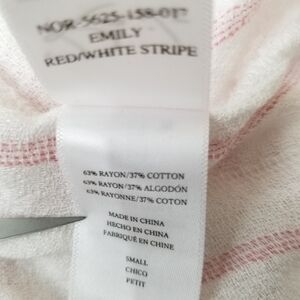 NOR-5625-158-017
EMILY
RED/WHITE STRIPE
63% RAYON/37% COTTON
63% RAYON/37% ALGODÓN
63% RAYONNE/37% COTON
MADE IN CHINA
HECHO EN CHINA
FABRIQUÉ EN CHINE
SMALL
CHICO
PETIT